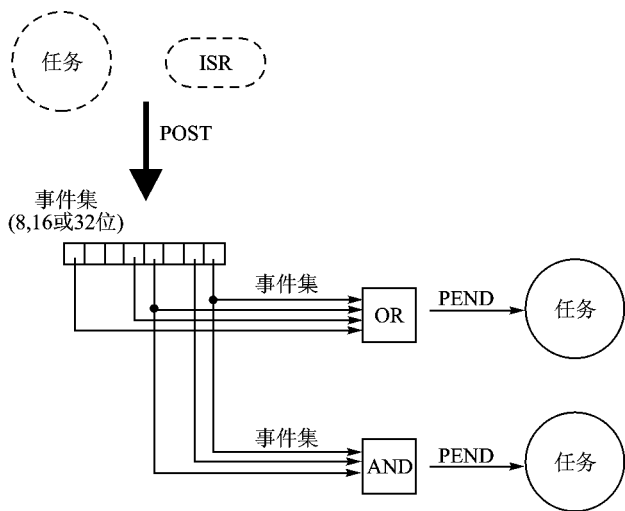 任务
ISR
POST
事件集
(8,16或32位)
事件集
OR
PEND
任务
事件集
AND
PEND
任务